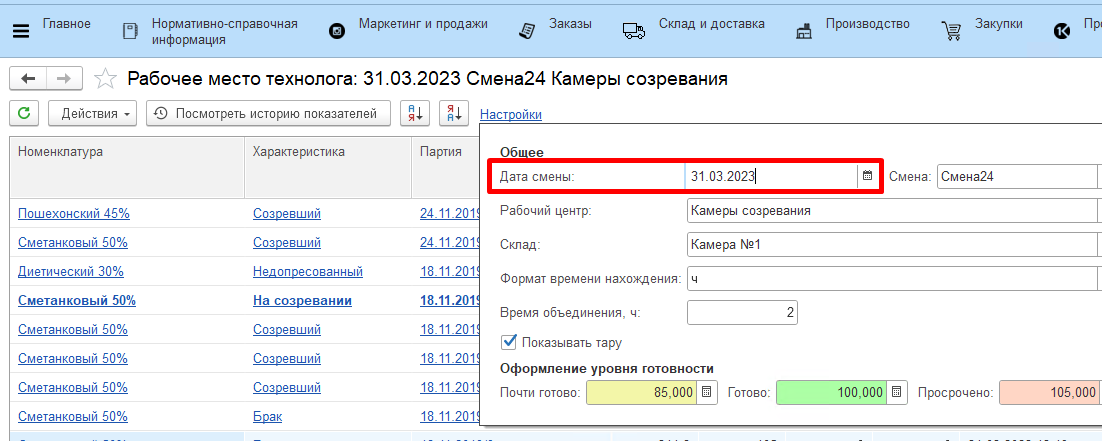 Главное
Нормативно-справочная
информация
Маркетинг и продажи
Заказы
Склад и доставка
Производство
Закупки
Рабочее место технолога: 31.03.2023 Смена24 Камеры созревания
Действия
Посмотреть историю показателей
Настройки
Номенклатура Характеристика Партия
Пошехонский 45% Созревший 24.11.2019
Сметанковый 50% Созревший 24.11.2019
Диетический 30% Недопресованный 18.11.2019
Сметанковый 50% На созревании 18.11.2019
Сметанковый 50% Созревший 18.11.2019
Сметанковый 50% Созревший 18.11.2019
Сметанковый 50% Созревший 18.11.2019
Сметанковый 50% Брак 18.11.2019
Общее
Дата смены: 31.03.2023 Смена: Смена24
Рабочий центр: Камеры созревания
Склад: Камера №1
Формат времени нахождения: ч
Время объединения, ч: 2
Показывать тару
Оформление уровня готовности
Почти готово: 85,000 Готово: 100,000 Просрочено: 105,000